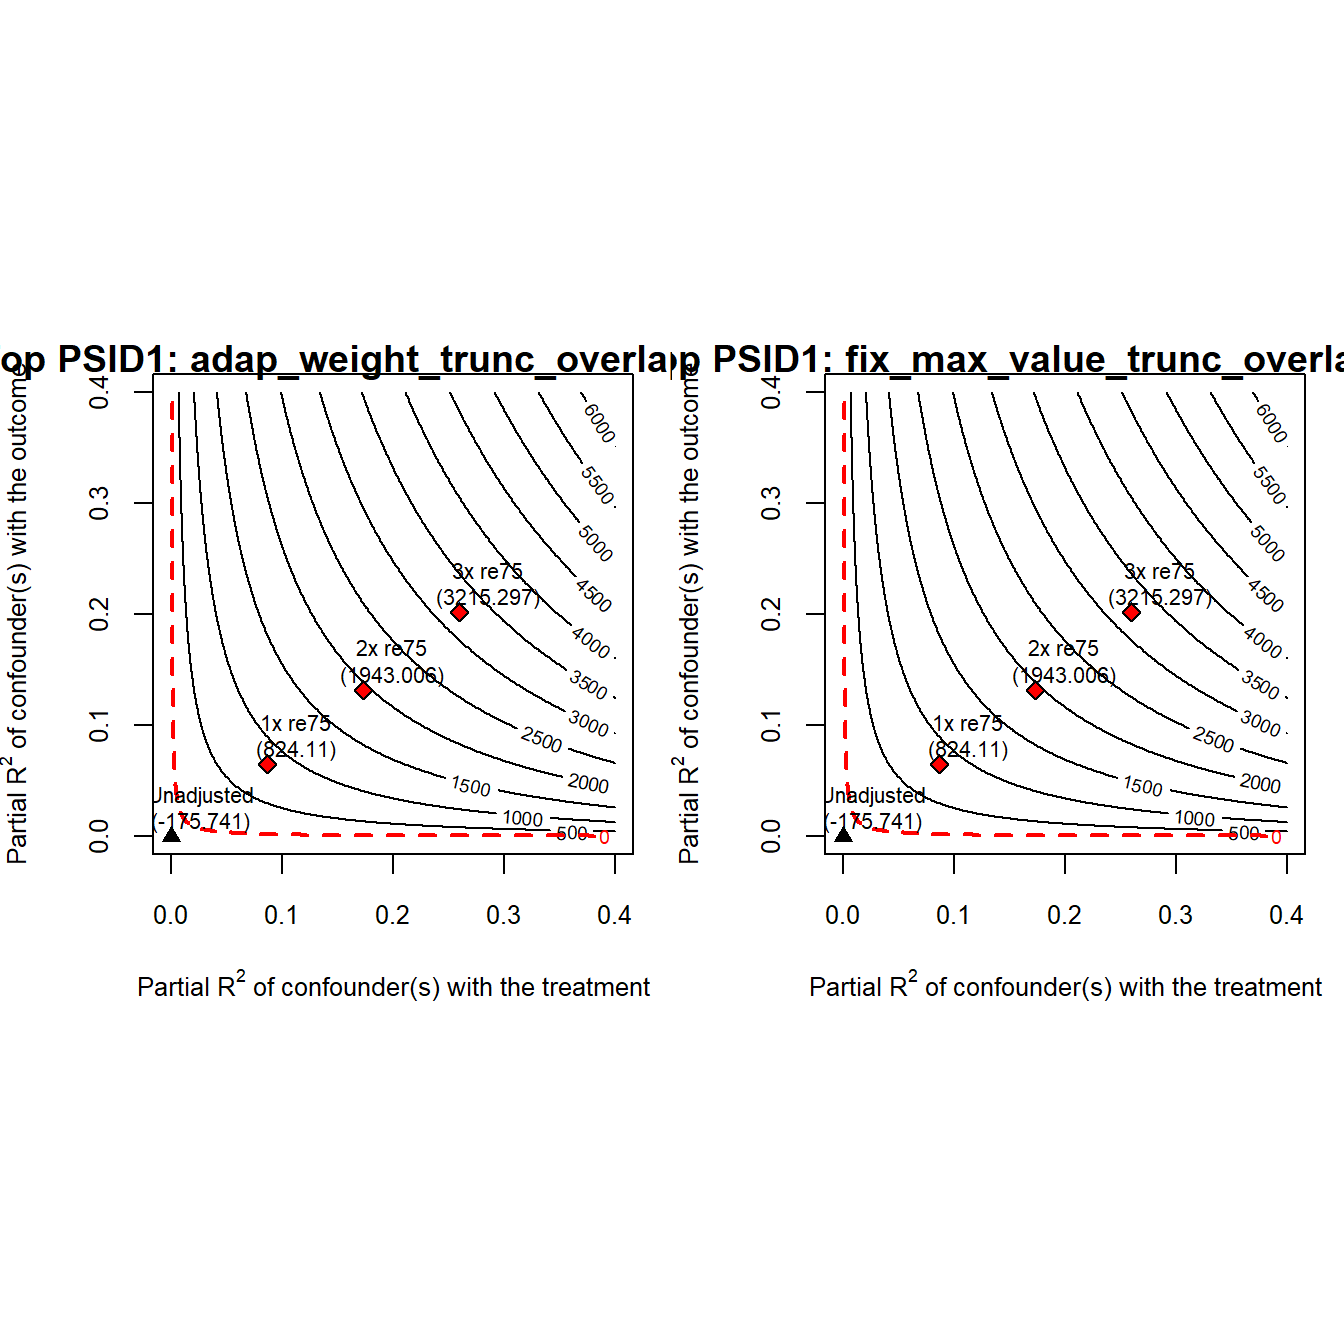 op PSID1: adap_weight_trunc_overlap
Partial R² of confounder(s) with the outcome
0.4
0.3
0.2
0.1
0.0
6000
5500
5000
4500
4000
3500
3000
2500
2000
1500
1000
500
0
3x re75
(3215.297)
2x re75
(1943.006)
1x re75
(824.11)
Unadjusted
(-175.741)
0.0 0.1 0.2 0.3 0.4
Partial R² of confounder(s) with the treatment
p PSID1: fix_max_value_trunc_overla
Partial R² of confounder(s) with the outcome
0.4
0.3
0.2
0.1
0.0
6000
5500
5000
4500
4000
3500
3000
2500
2000
1500
1000
500
0
3x re75
(3215.297)
2x re75
(1943.006)
1x re75
(824.11)
Unadjusted
(-175.741)
0.0 0.1 0.2 0.3 0.4
Partial R² of confounder(s) with the treatment